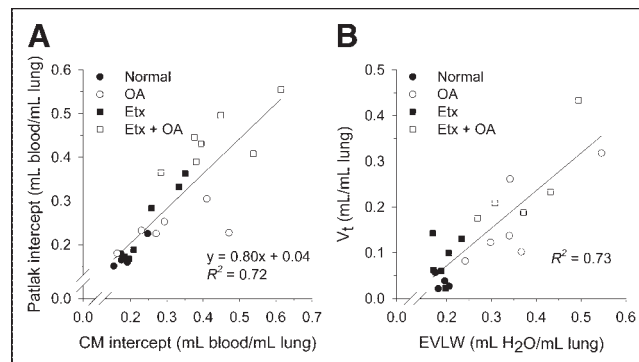 A
Patlak intercept (mL blood/mL lung)
0.6
0.5
0.4
0.3
0.2
0.0
Normal
OA
Etx
Etx + OA
y = 0.80x + 0.04
R² = 0.72
0.0 0.2 0.3 0.4 0.5 0.6 0.7
CM intercept (mL blood/mL lung)
B
Vt (mL/mL lung)
0.5
0.4
0.3
0.2
0.1
0.0
Normal
OA
Etx
Etx + OA
R² = 0.73
0.0 0.2 0.3 0.4 0.5 0.6
EVLW (mL H₂O/mL lung)